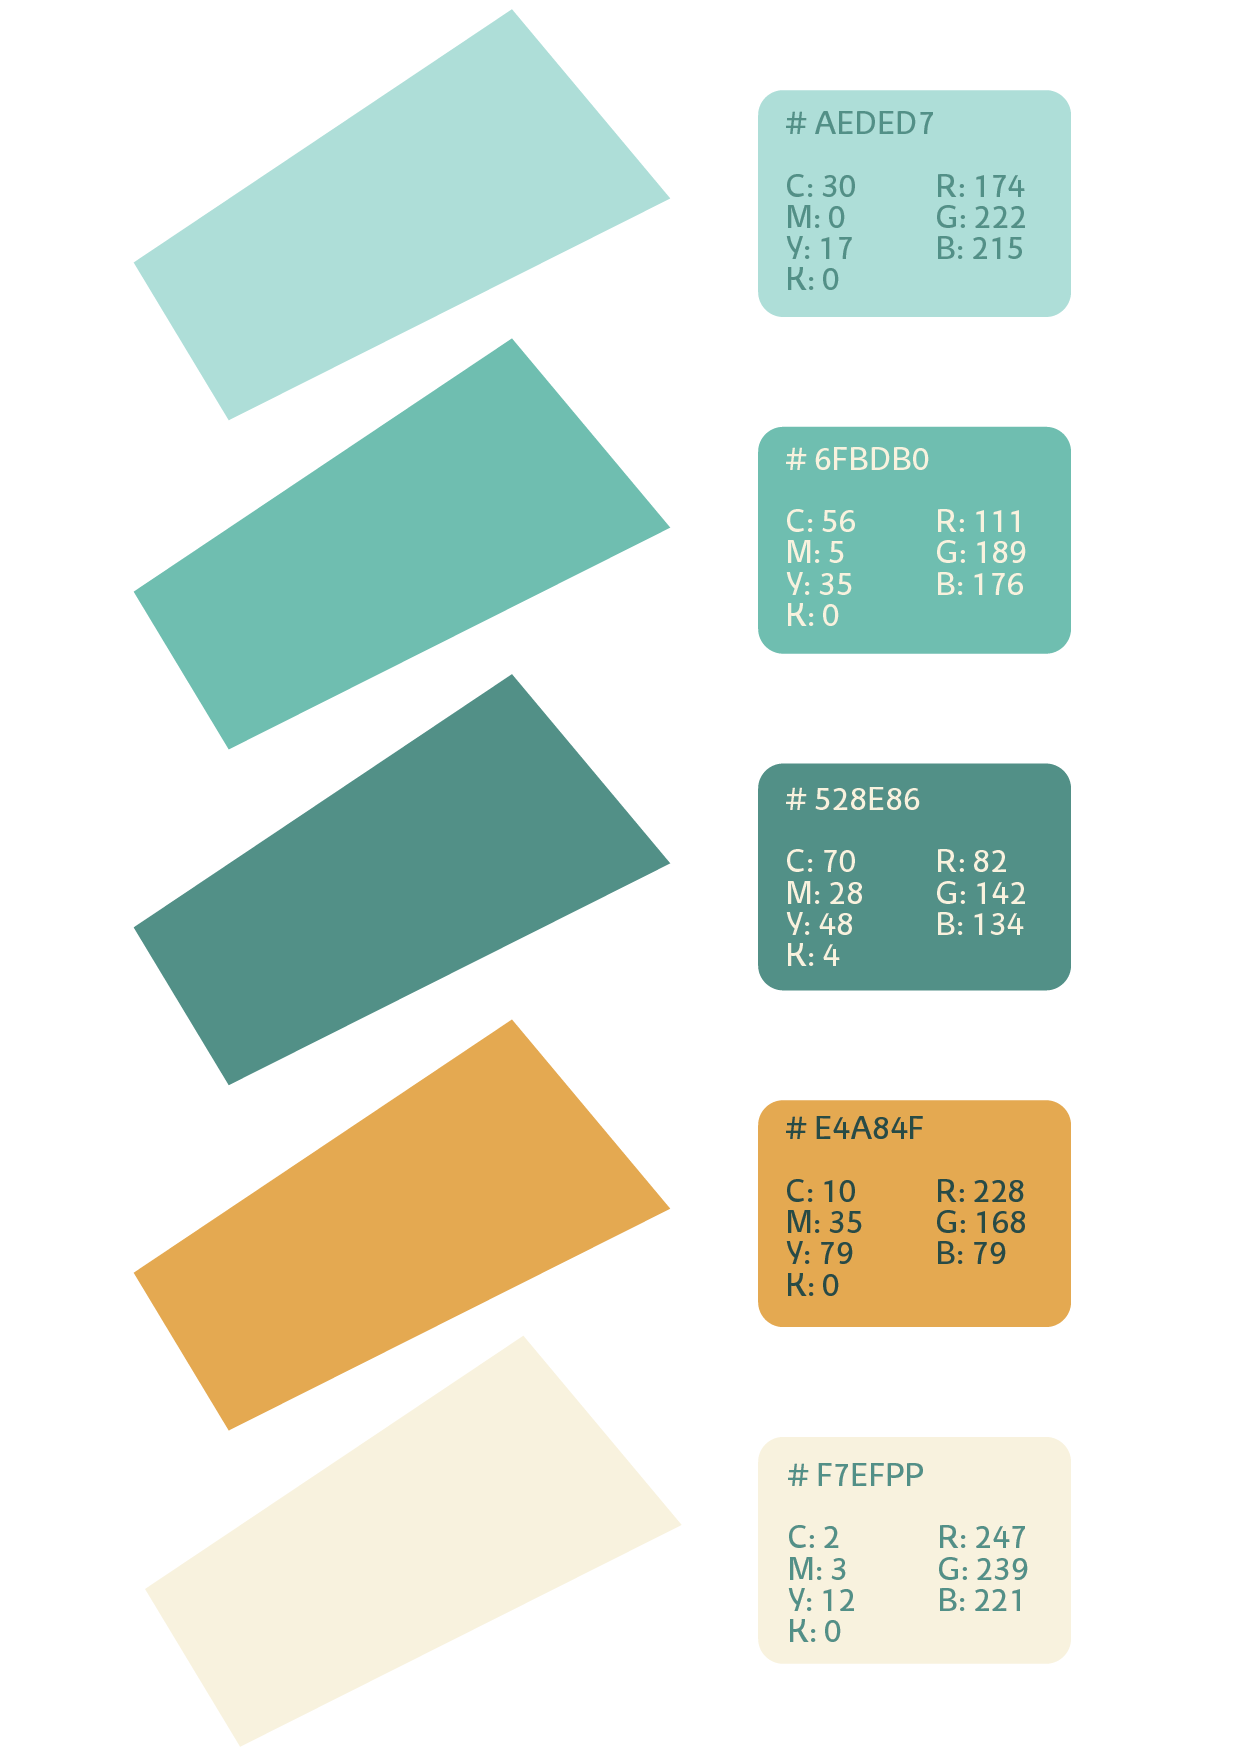 # AEDED7
C: 30 R: 174
M: 0 G: 222
Y: 17 B: 215
K: 0
# 6FBDB0
C: 56 R: 111
M: 5 G: 189
Y: 35 B: 176
K: 0
# 528E86
C: 70 R: 82
M: 28 G: 142
Y: 48 B: 134
K: 4
# E4A84F
C: 10 R: 228
M: 35 G: 168
Y: 79 B: 79
K: 0
# F7EFPP
C: 2 R: 247
M: 3 G: 239
Y: 12 B: 221
K: 0